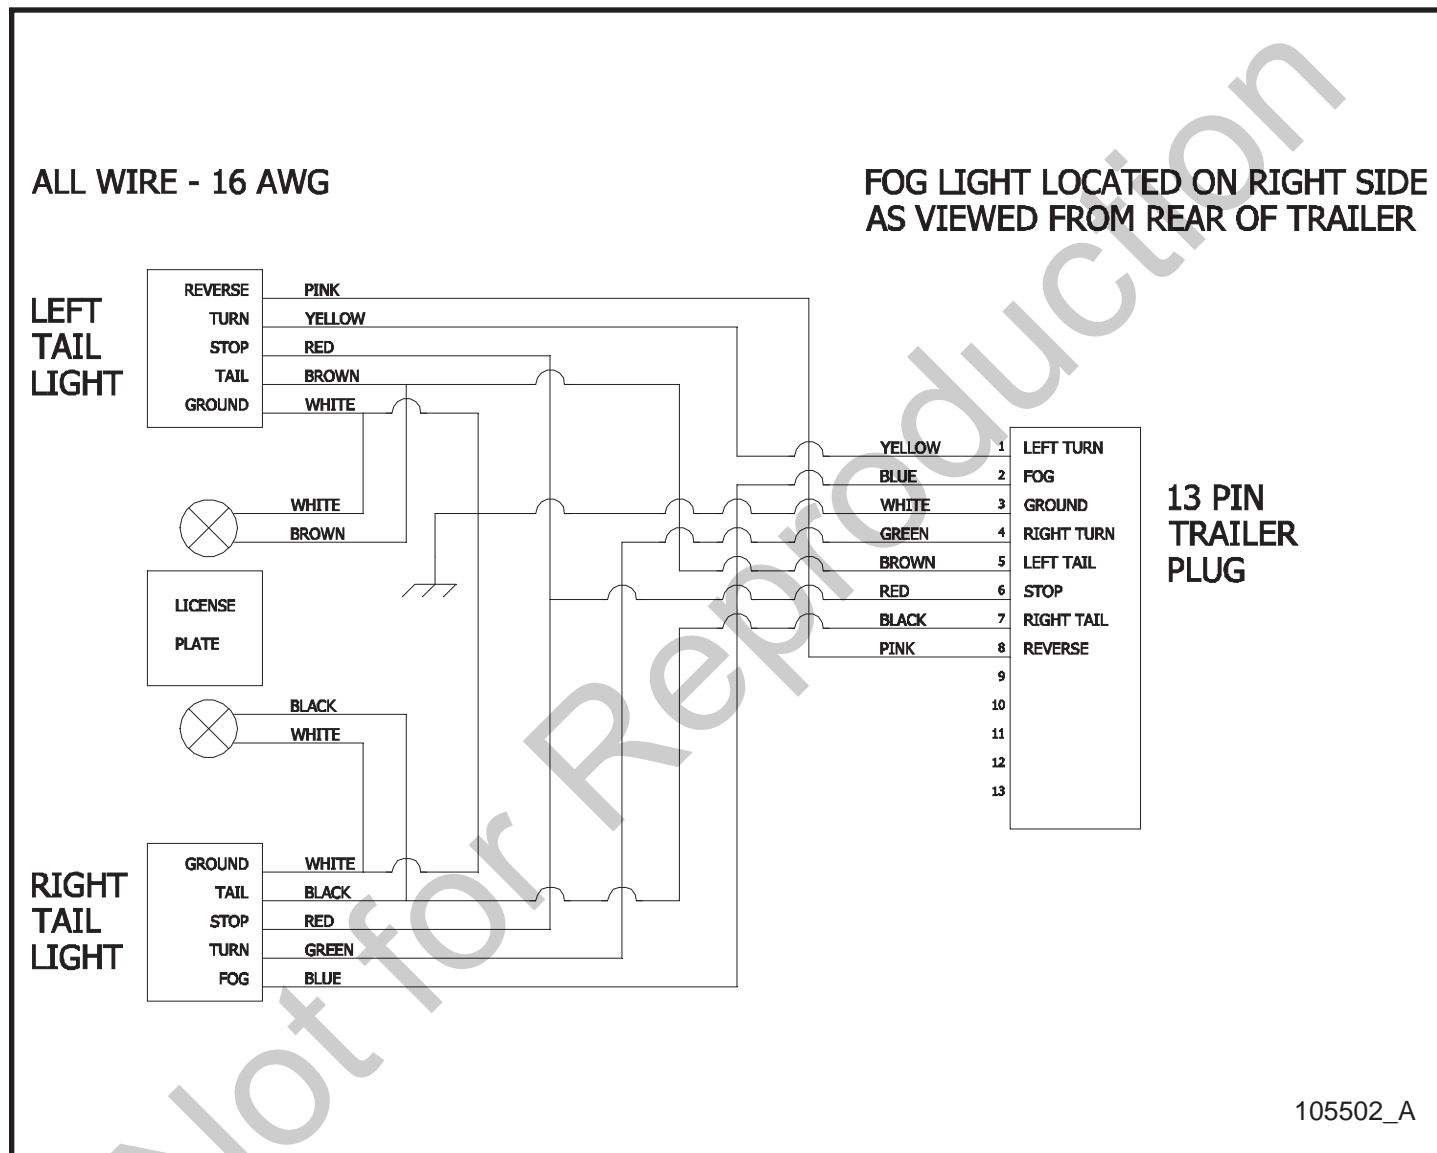 ALL WIRE - 16 AWG
FOG LIGHT LOCATED ON RIGHT SIDE
AS VIEWED FROM REAR OF TRAILER
LEFT
TAIL
LIGHT
REVERSE PINK
TURN YELLOW
STOP RED
TAIL BROWN
GROUND WHITE
WHITE
BROWN
LICENSE
PLATE
BLACK
WHITE
RIGHT
TAIL
LIGHT
GROUND WHITE
TAIL BLACK
STOP RED
TURN GREEN
FOG BLUE
YELLOW 1 LEFT TURN
BLUE 2 FOG
WHITE 3 GROUND
GREEN 4 RIGHT TURN
BROWN 5 LEFT TAIL
RED 6 STOP
BLACK 7 RIGHT TAIL
PINK 8 REVERSE
9
10
11
12
13
13 PIN
TRAILER
PLUG
Not for Reproduction
105502_A